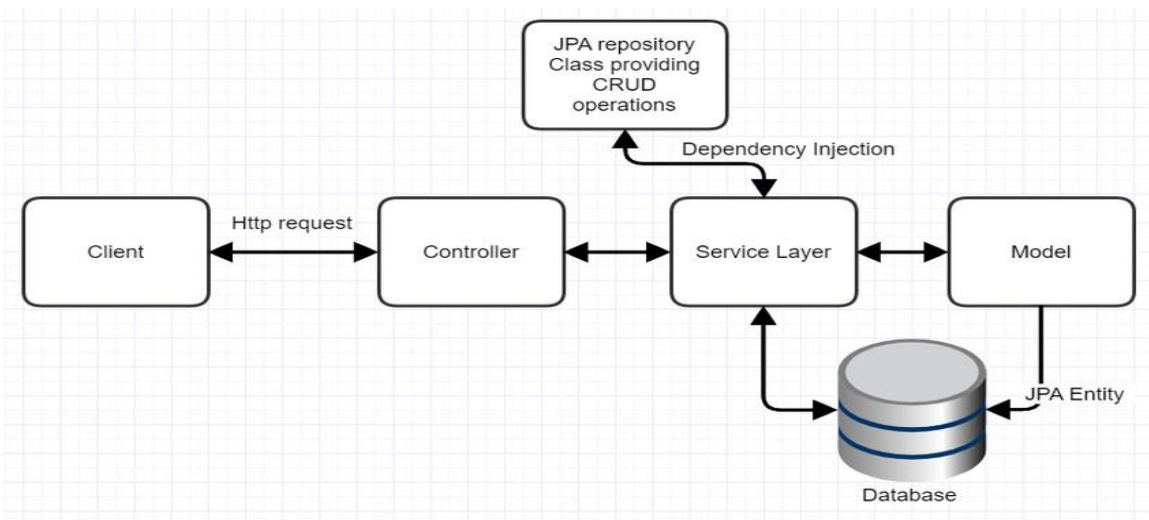 JPA repository
Class providing
CRUD
operations
Dependency Injection
Http request
Client
Controller
Service Layer
Model
JPA Entity
Database